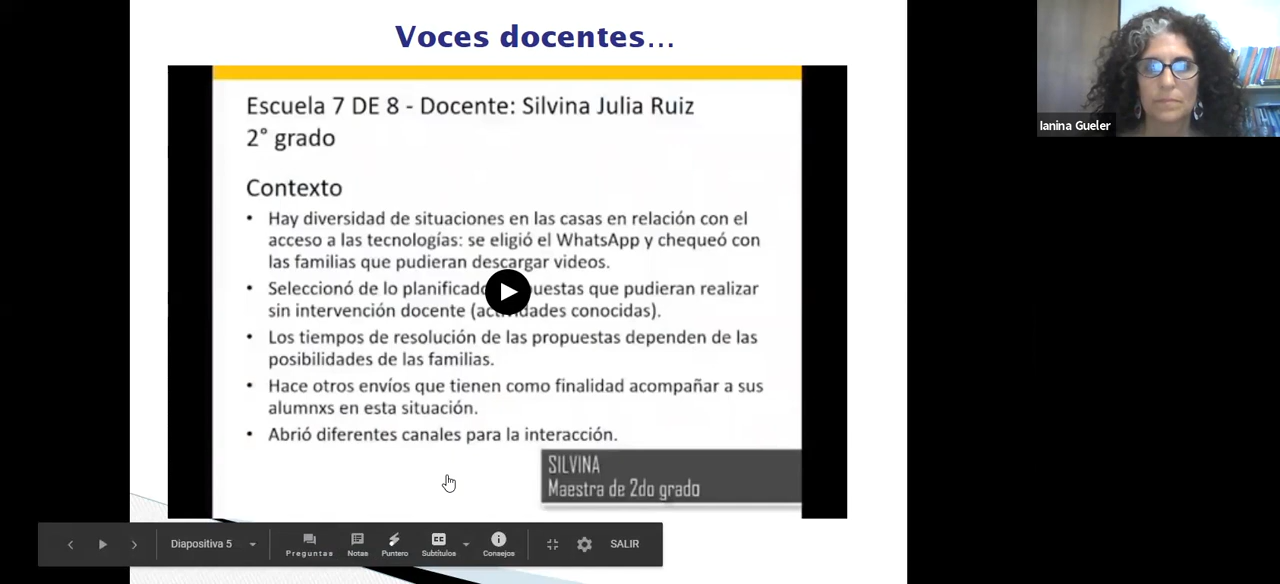 Voces docentes...
Ianina Gueler
Escuela 7 DE 8 - Docente: Silvina Julia Ruiz
2° grado
Contexto
• Hay diversidad de situaciones en las casas en relación con el
acceso a las tecnologías: se eligió el WhatsApp y chequeó con
las familias que pudieran descargar videos.
• Seleccionó de lo planificado uestas que pudieran realizar
sin intervención docente (actividades conocidas).
• Los tiempos de resolución de las propuestas dependen de las
posibilidades de las familias.
• Hace otros envíos que tienen como finalidad acompañar a sus
alumnxs en esta situación.
• Abrió diferentes canales para la interacción.
SILVINA
Maestra de 2do grado
Diapositiva 5
Preguntas
Notas
Puntero
Subtítulos
Consejos
SALIR